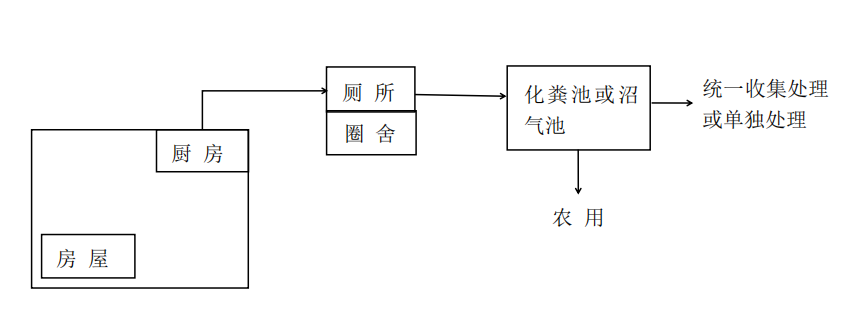 厕 所
圈 舍
化粪池或沼
气池
统一收集处理
或单独处理
厨 房
农 用
房 屋